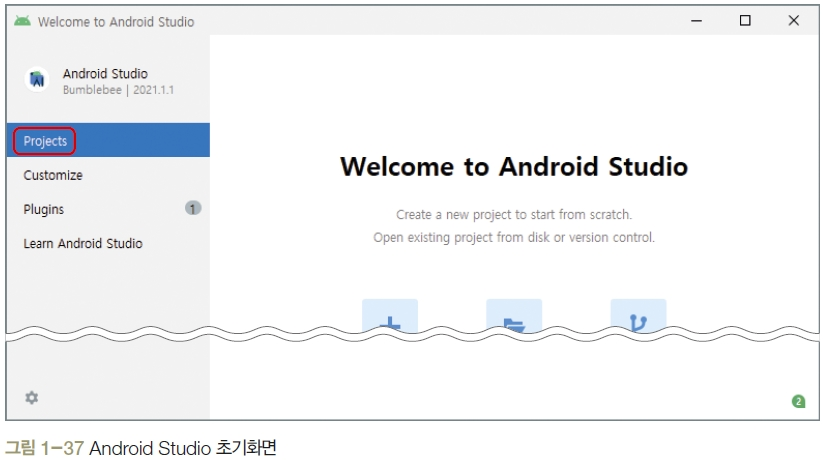 Welcome to Android Studio
Android Studio
Bumblebee | 2021.1.1
Projects
Customize
Plugins
1
Learn Android Studio
Welcome to Android Studio
Create a new project to start from scratch.
Open existing project from disk or version control.
2
그림 1-37 Android Studio 초기화면